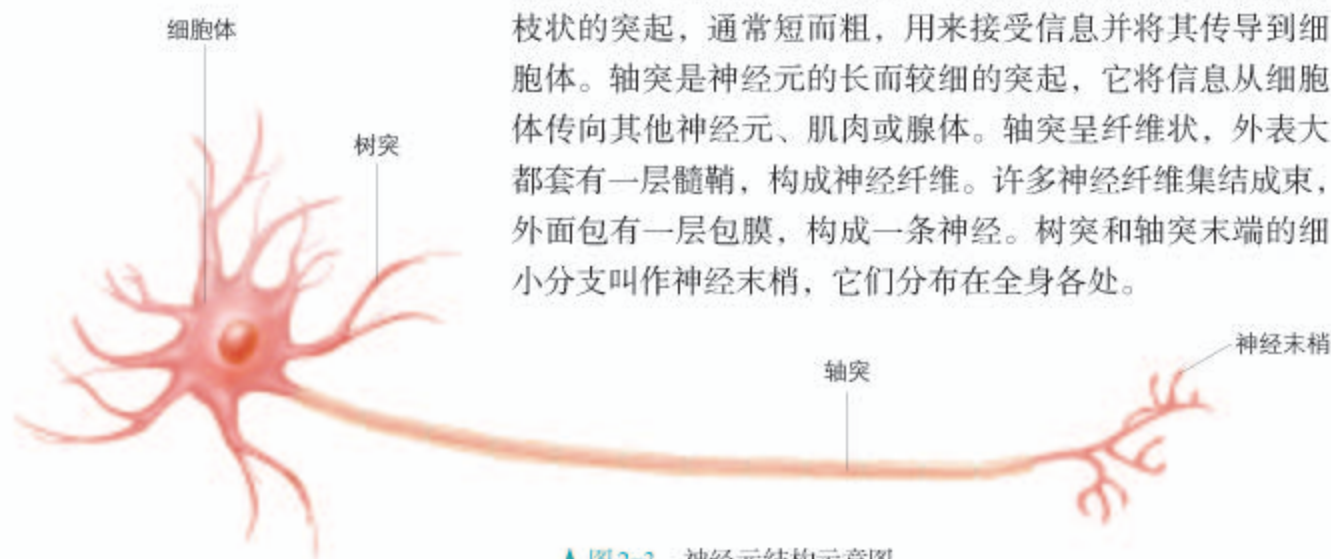 细胞体
枝状的突起，通常短而粗，用来接受信息并将其传导到细
胞体。轴突是神经元的长而较细的突起，它将信息从细胞
体传向其他神经元、肌肉或腺体。轴突呈纤维状，外表大
都套有一层髓鞘，构成神经纤维。许多神经纤维集结成束，
外面包有一层包膜，构成一条神经。树突和轴突末端的细
小分支叫作神经末梢，它们分布在全身各处。
树突
神经末梢
轴突
▲ 图2-3 神经元结构示意图